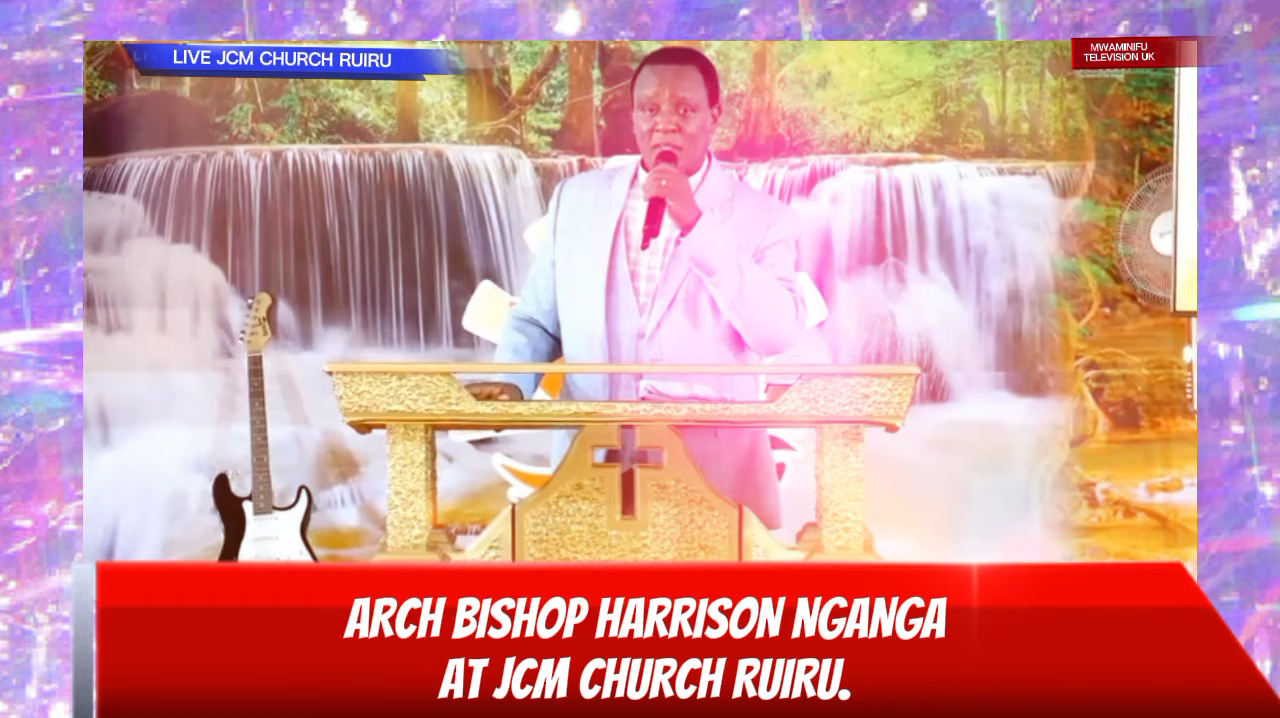 LIVE JCM CHURCH RUIRU
MWAMINIFU
TELEVISION UK
ARCH BISHOP HARRISON NGANGA
AT JCM CHURCH RUIRU.